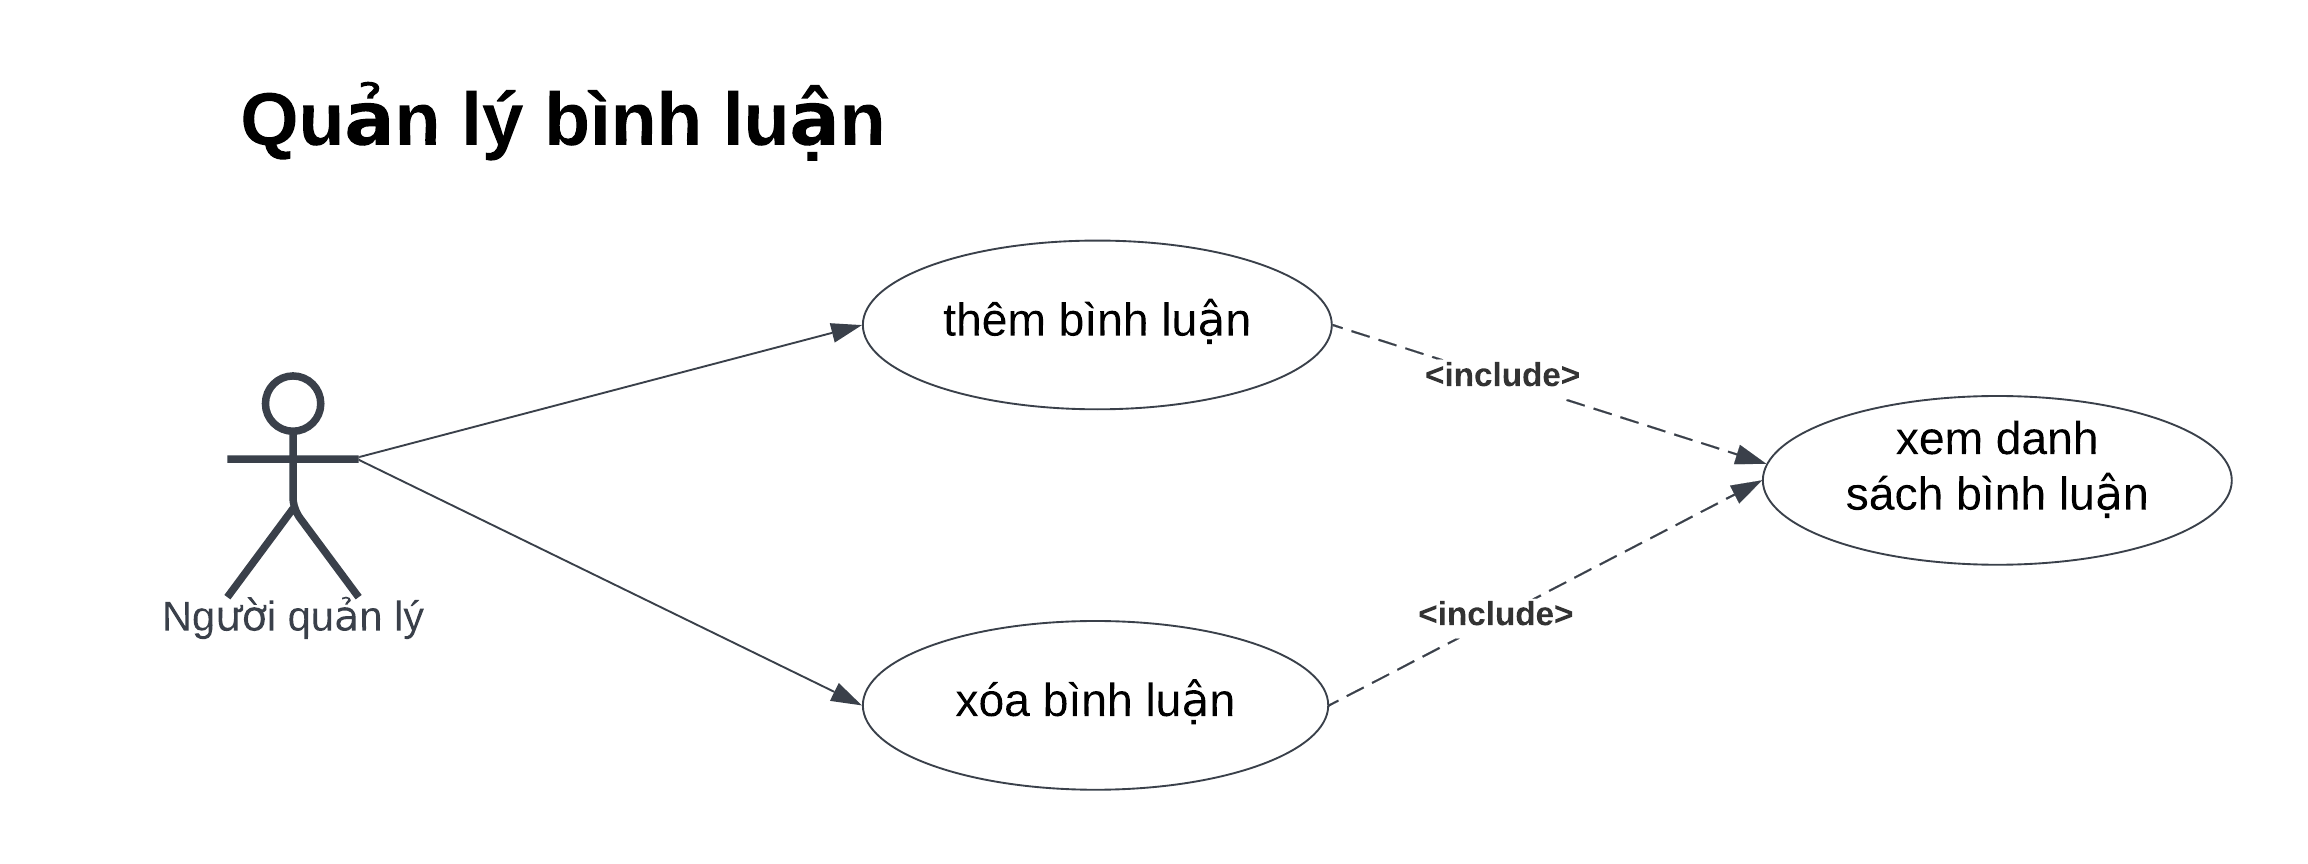 Quản lý bình luận
thêm bình luận
<include>
xem danh
sách bình luận
Người quản lý
<include>
xóa bình luận